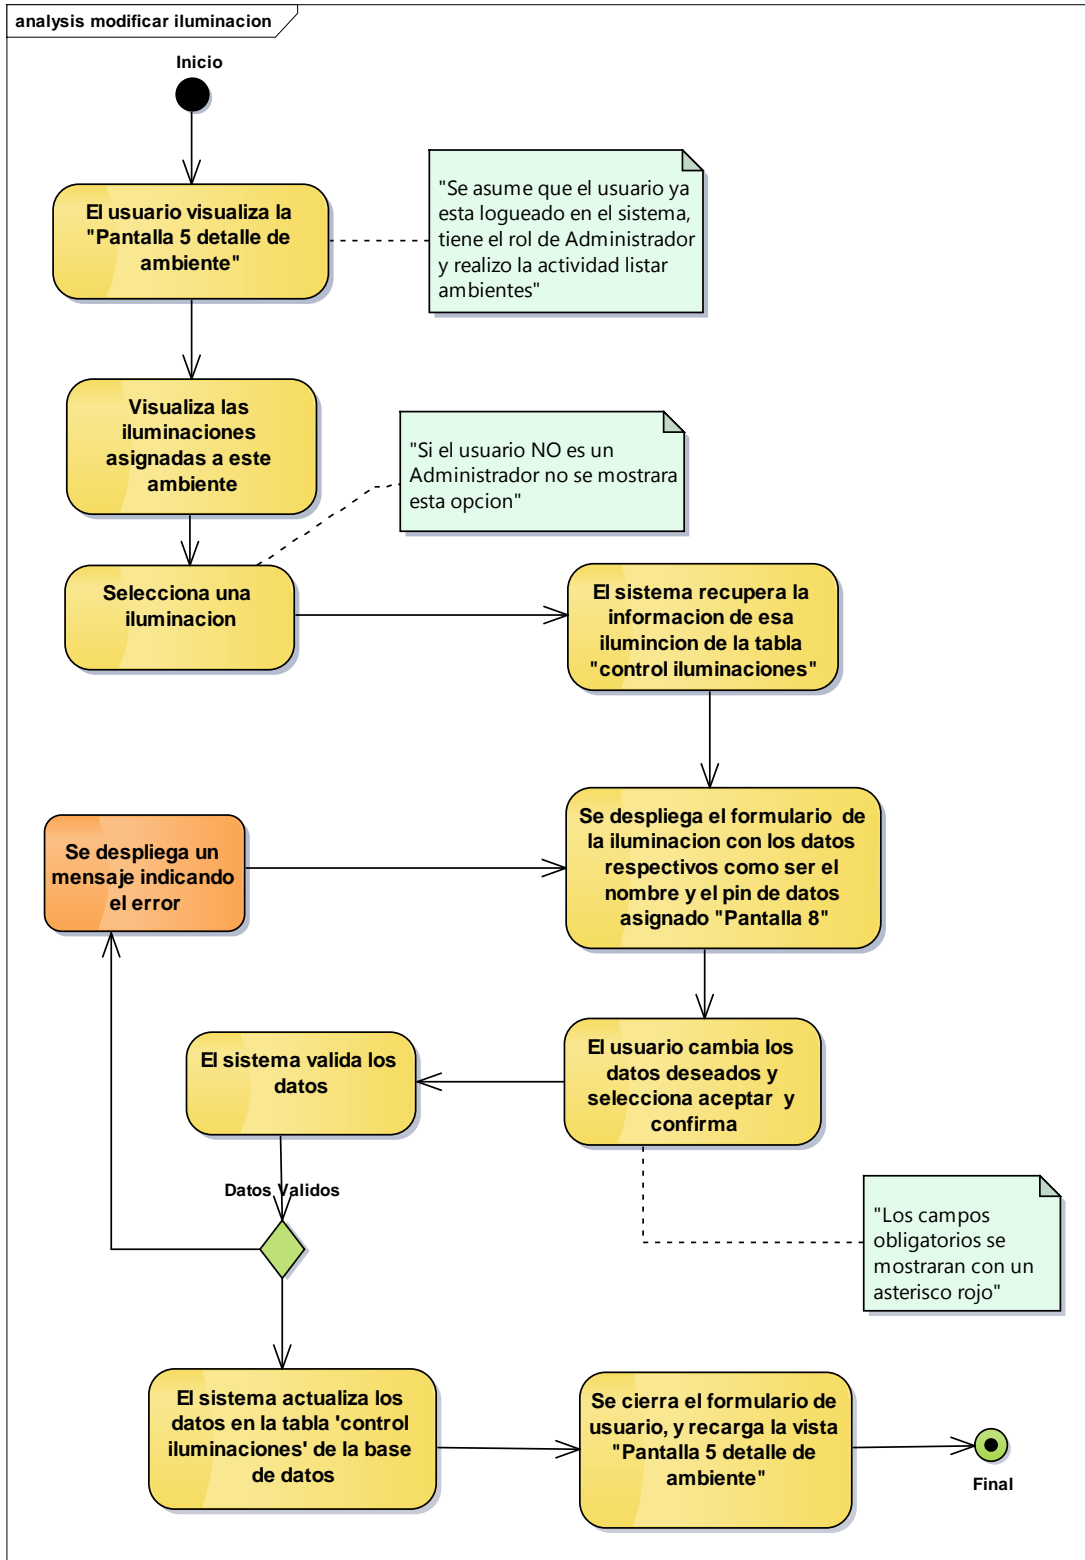 analysis modificar iluminacion
Inicio
El usuario visualiza la
"Pantalla 5 detalle de
ambiente"
"Se asume que el usuario ya
esta logueado en el sistema,
tiene el rol de Administrador
y realizo la actividad listar
ambientes"
Visualiza las
iluminaciones
asignadas a este
ambiente
"Si el usuario NO es un
Administrador no se mostrara
esta opcion"
Selecciona una
iluminacion
El sistema recupera la
informacion de esa
ilumincion de la tabla
"control iluminaciones"
Se despliega un
mensaje indicando
el error
Se despliega el formulario  de
la iluminacion con los datos
respectivos como ser el
nombre y el pin de datos
asignado "Pantalla 8"
El sistema valida los
datos
El usuario cambia los
datos deseados y
selecciona aceptar  y
confirma
Datos Validos
"Los campos
obligatorios se
mostraran con un
asterisco rojo"
El sistema actualiza los
datos en la tabla 'control
iluminaciones' de la base
de datos
Se cierra el formulario de
usuario, y recarga la vista
"Pantalla 5 detalle de
ambiente"
Final